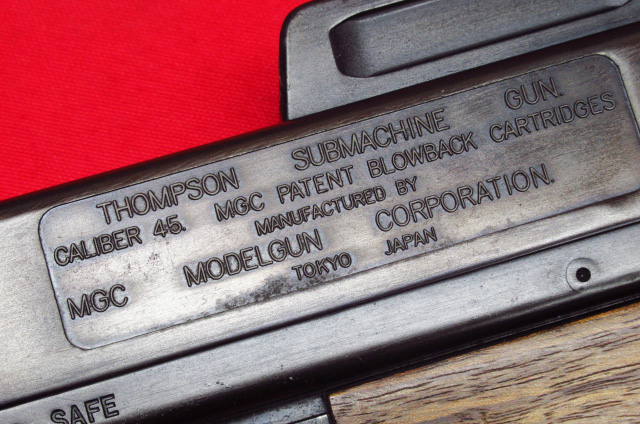 THOMPSON SUBMACHINE GUN.
CALIBER 45. MGC PATENT BLOWBACK CARTRIDGES
MANUFACTURED BY
MGC MODELGUN CORPORATION.
TOKYO JAPAN
SAFE